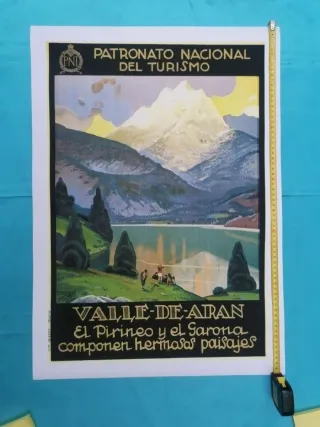 PNT
PATRONATO NACIONAL
DEL TURISMO
VALLE-DE-ARAN
El Pirineo y el Garona
componen hermosos paisajes